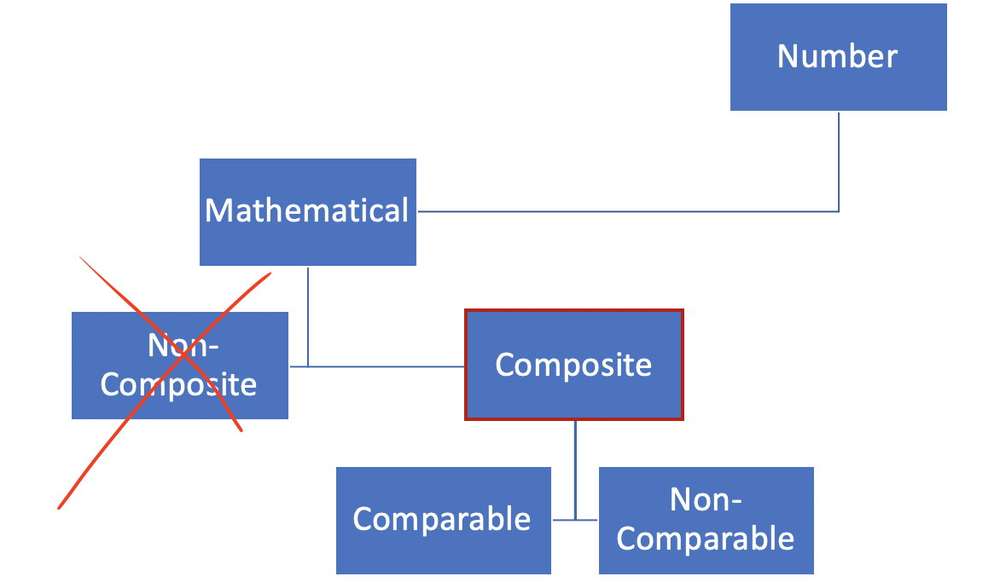 Number
Mathematical
Non-
Composite
Composite
Comparable
Non-
Comparable